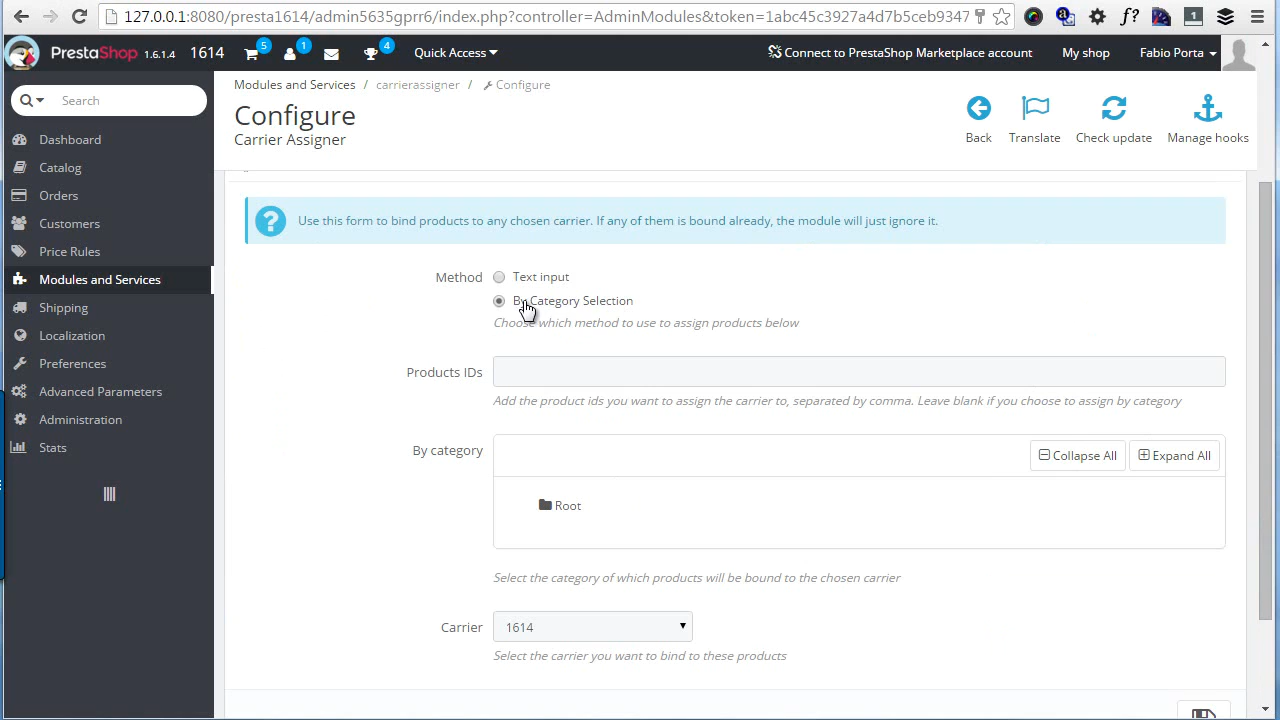 127.0.0.1:8080/presta1614/admin5635gprr6/index.php?controller=AdminModules&token=1abc45c3927a4d7b5ceb9347
f?
1
PrestaShop 1.6.1.4 1614 5 1 4 Quick Access Connect to PrestaShop Marketplace account My shop Fabio Porta
Search
Dashboard
Catalog
Orders
Customers
Price Rules
Modules and Services
Shipping
Localization
Preferences
Advanced Parameters
Administration
Stats
Modules and Services / carrierassigner / Configure
Configure
Carrier Assigner
Back Translate Check update Manage hooks
Use this form to bind products to any chosen carrier. If any of them is bound already, the module will just ignore it.
Method Text input
By Category Selection
Choose which method to use to assign products below
Products IDs
Add the product ids you want to assign the carrier to, separated by comma. Leave blank if you choose to assign by category
By category Collapse All Expand All
Root
Select the category of which products will be bound to the chosen carrier
Carrier 1614
Select the carrier you want to bind to these products